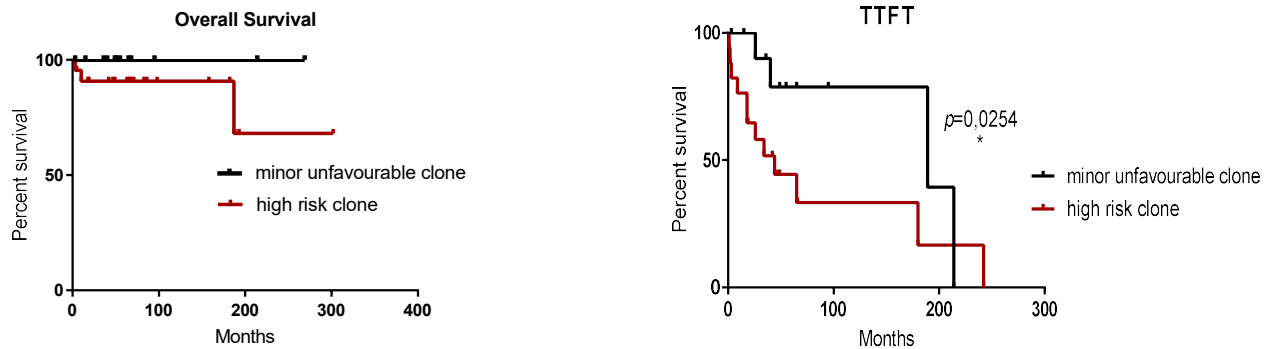 Overall Survival
100
50
0
Percent survival
0 100 200 300 400
Months
minor unfavourable clone
high risk clone
TTFT
100
50
0
Percent survival
0 100 200 300
Months
p=0,0254
*
minor unfavourable clone
high risk clone